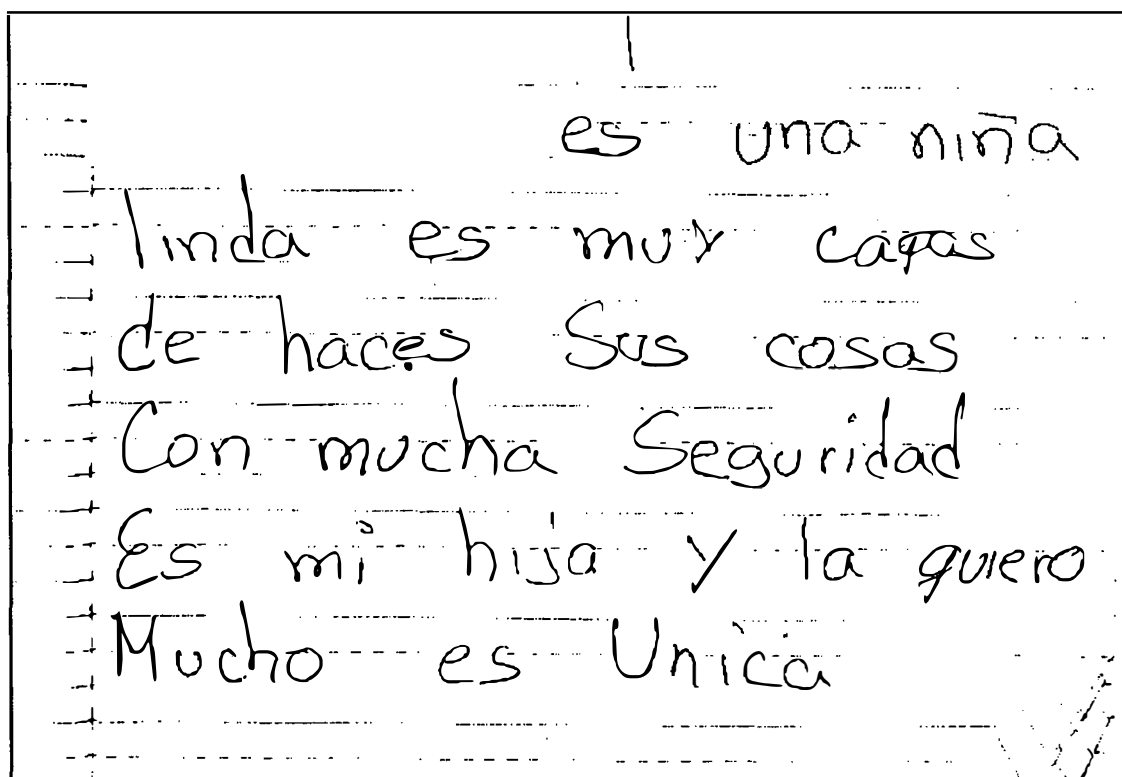 es una niña
linda es muy capas
de haces sus cosas
Con mucha Seguridad
Es mi hija y la quiero
Mucho es Unica